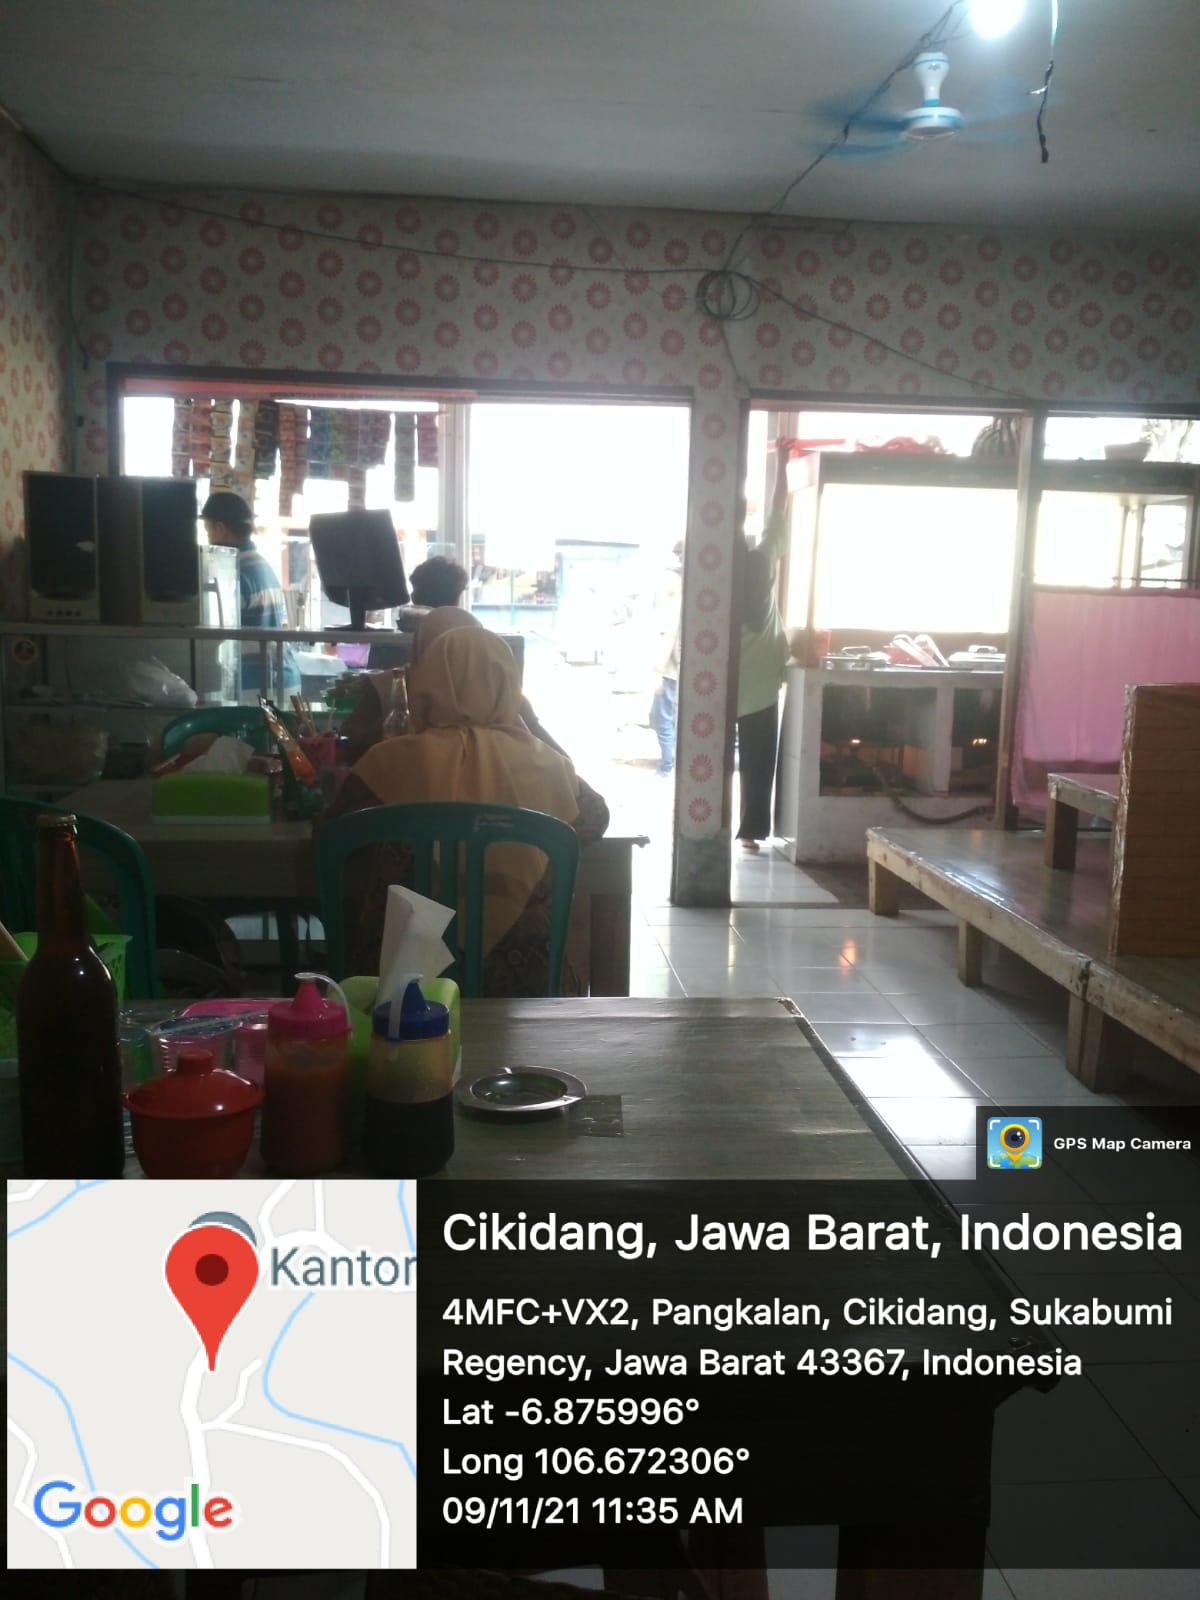 GPS Map Camera
Kantor
Google
Cikidang, Jawa Barat, Indonesia
4MFC+VX2, Pangkalan, Cikidang, Sukabumi
Regency, Jawa Barat 43367, Indonesia
Lat -6.875996°
Long 106.672306°
09/11/21 11:35 AM